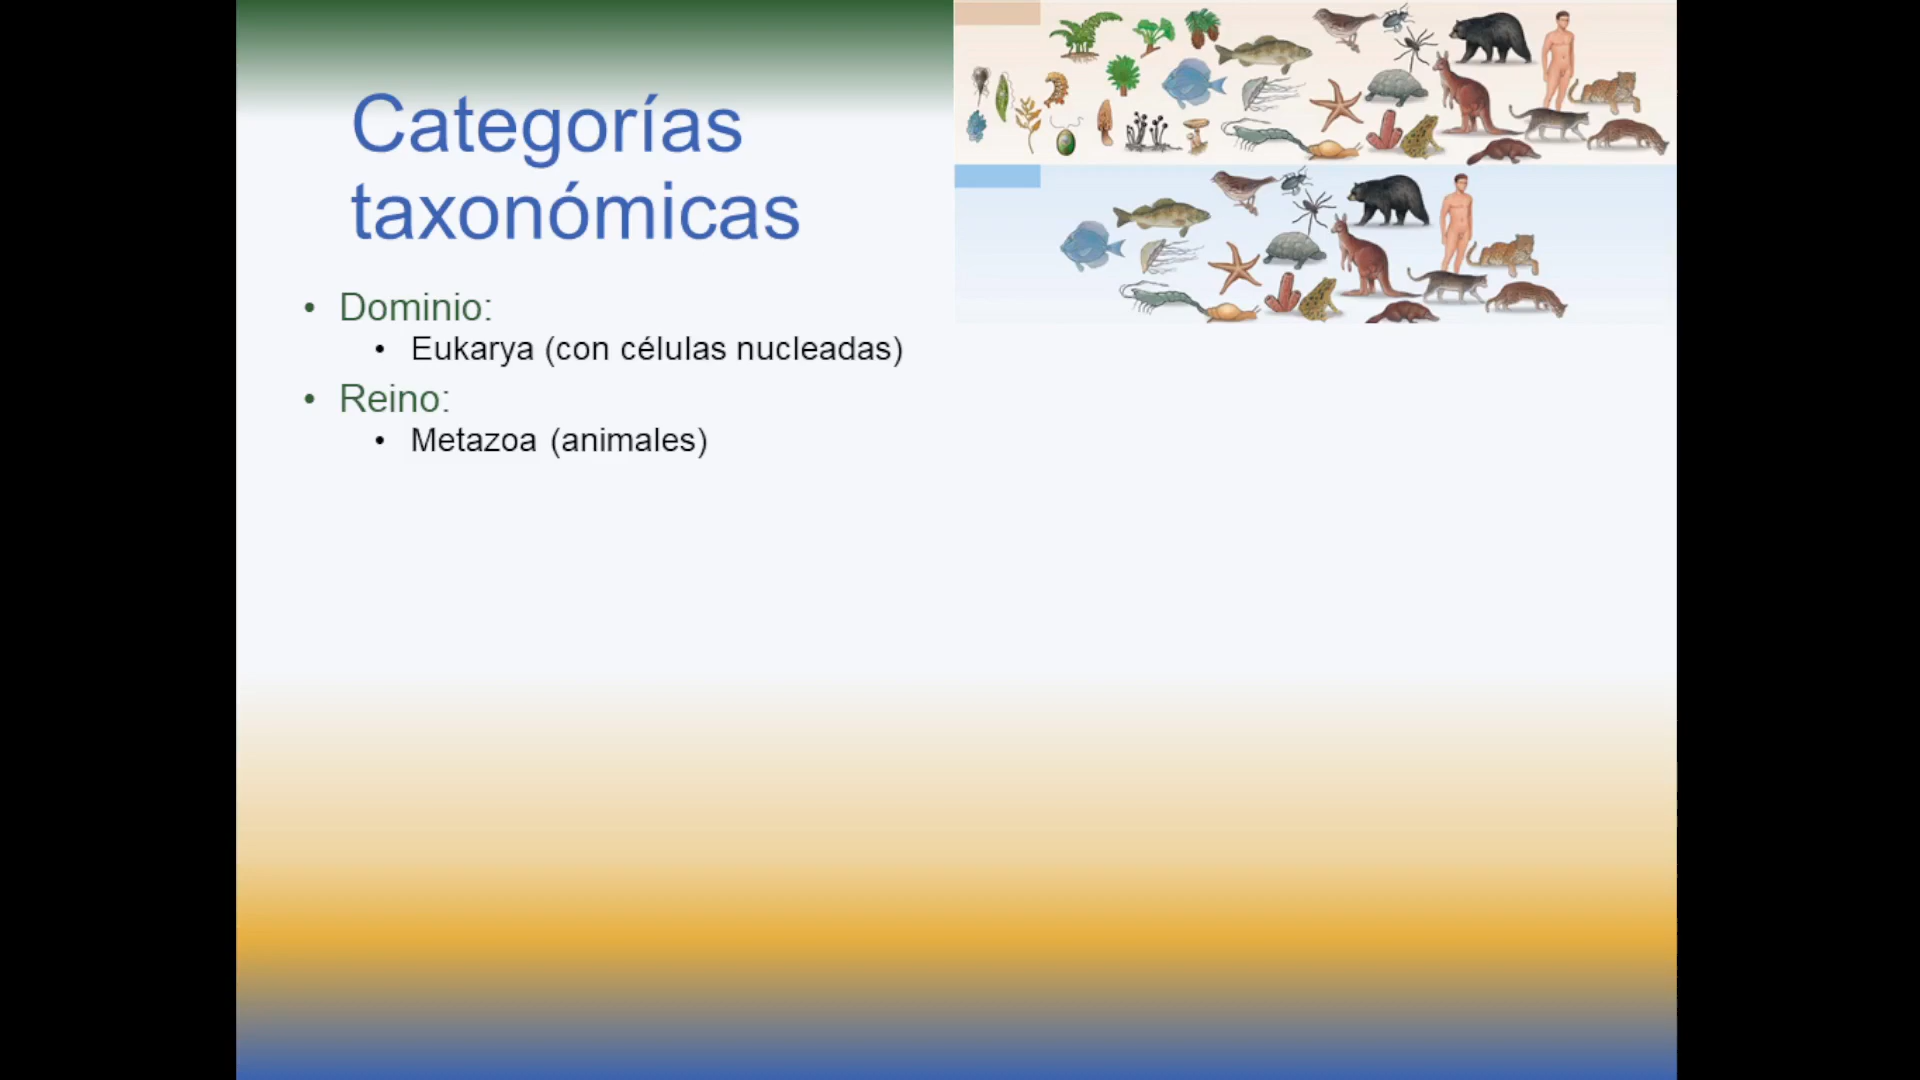 Categorías
taxonómicas
• Dominio:
• Eukarya (con células nucleadas)
• Reino:
• Metazoa (animales)